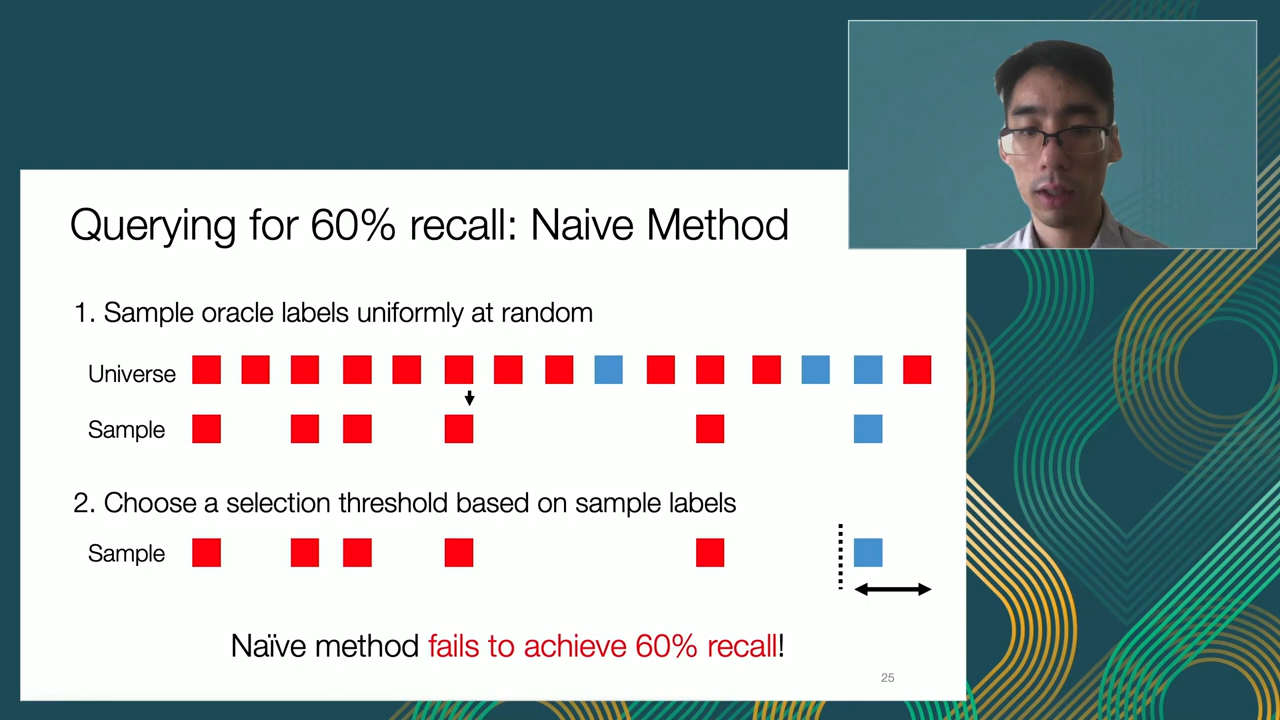 Querying for 60% recall: Naive Method
1. Sample oracle labels uniformly at random
Universe
Sample
2. Choose a selection threshold based on sample labels
Sample
Naïve method fails to achieve 60% recall!
25